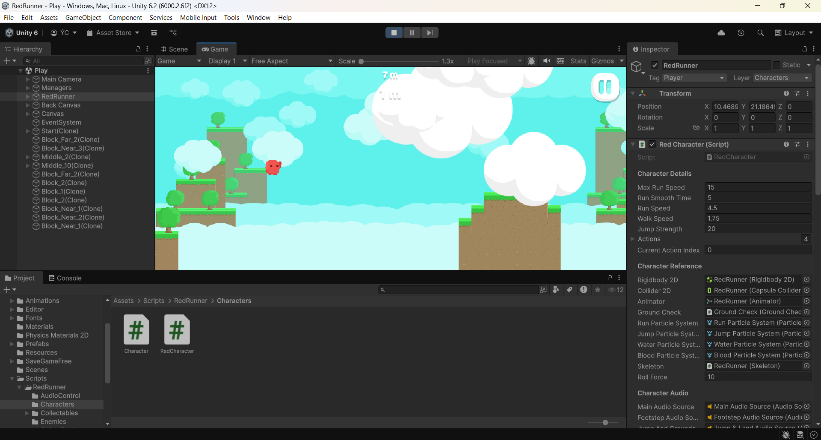 RedRunner - Play - Windows, Mac, Linux - Unity 6.2 (6000.2.6f2) <DX12>
File Edit Assets GameObject Component Services Mobile Input Tools Window Help
Unity 6 YC Asset Store Layout
Hierarchy
All
Play
Main Camera
Managers
RedRunner
Back Canvas
Canvas
EventSystem
Start(Clone)
Block_Far_2(Clone)
Block_Near_3(Clone)
Middle_2(Clone)
Middle_10(Clone)
Block_Far_2(Clone)
Block_2(Clone)
Block_1(Clone)
Block_2(Clone)
Block_Near_1(Clone)
Block_Near_2(Clone)
Block_Near_1(Clone)
Scene Game
Game Display 1 Free Aspect Scale 1.3x Play Focused Stats Gizmos
Project Console
12
Animations
Editor
Fonts
Materials
Physics Materials 2D
Prefabs
Resources
SaveGameFree
Scenes
Scripts
RedRunner
AudioControl
Characters
Collectables
Enemies
Assets > Scripts > RedRunner > Characters
Character RedCharacter
Inspector
RedRunner Static
Tag Player Layer Characters
Transform
Position X 10.4689 Y 21.1864 Z 0
Rotation X 0 Y 0 Z 0
Scale X 1 Y 1 Z 1
Red Character (Script)
Script RedCharacter
Character Details
Max Run Speed 15
Run Smooth Time 5
Run Speed 4.5
Walk Speed 1.75
Jump Strength 20
Actions 4
Current Action Index 0
Character Reference
Rigidbody 2D RedRunner (Rigidbody 2D)
Collider 2D RedRunner (Capsule Collider
Animator RedRunner (Animator)
Ground Check Ground Check (Ground Chec
Run Particle System Run Particle System (Particle
Jump Particle Syst... Jump Particle System (Partic
Water Particle Syst... Water Particle System (Partic
Blood Particle Syst... Blood Particle System (Partic
Skeleton RedRunner (Skeleton)
Roll Force 10
Character Audio
Main Audio Source Main Audio Source (Audio So
Footstep Audio So... Footstep Audio Source (Audi